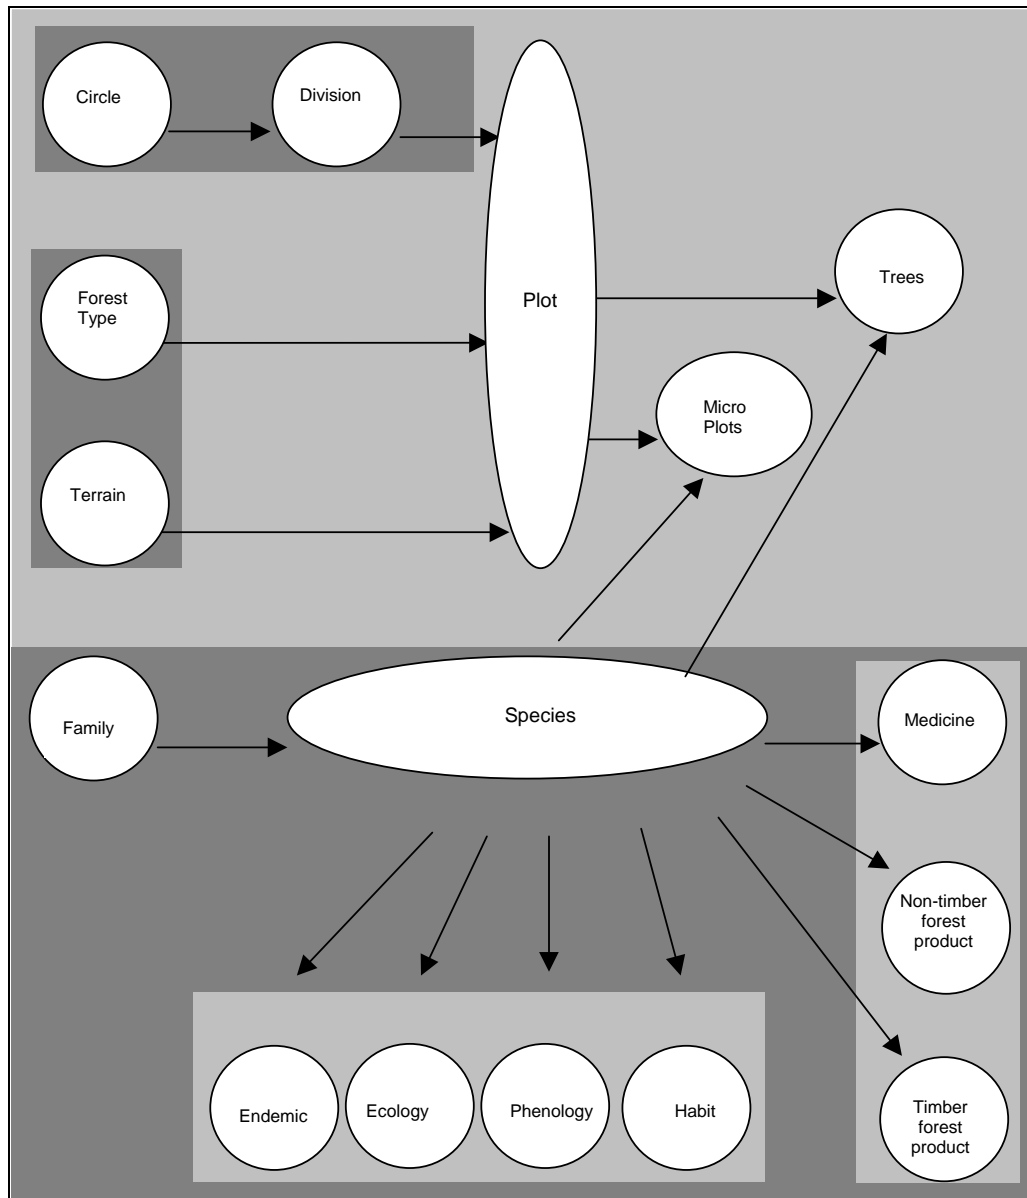 Circle
Division
Forest
Type
Plot
Trees
Micro
Plots
Terrain
Family
Species
Medicine
Non-timber
forest
product
Endemic
Ecology
Phenology
Habit
Timber
forest
product